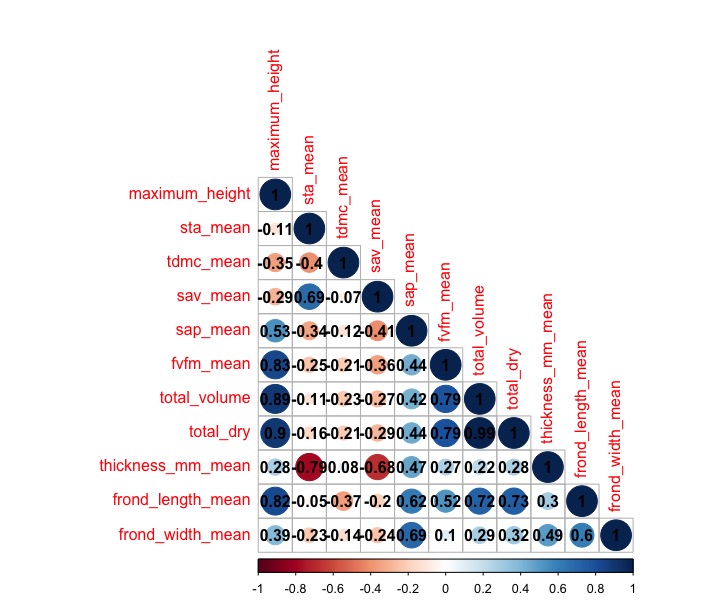 maximum_height
sta_mean
tdmc_mean
sav_mean
sap_mean
fvfm_mean
total_volume
total_dry
thickness_mm_mean
frond_length_mean
frond_width_mean
maximum_height 1
sta_mean -0.11 1
tdmc_mean -0.35 -0.4 1
sav_mean -0.29 0.69 -0.07 1
sap_mean 0.53 -0.34 -0.12 -0.41 1
fvfm_mean 0.83 -0.25 -0.21 -0.36 0.44 1
total_volume 0.89 -0.11 -0.23 -0.27 0.42 0.79 1
total_dry 0.9 -0.16 -0.21 -0.29 0.44 0.79 0.99 1
thickness_mm_mean 0.28 -0.79 0.08 -0.68 0.47 0.27 0.22 0.28 1
frond_length_mean 0.82 -0.05 -0.37 -0.2 0.62 0.52 0.72 0.73 0.3 1
frond_width_mean 0.39 -0.23 -0.14 -0.24 0.69 0.1 0.29 0.32 0.49 0.6 1
-1 -0.8 -0.6 -0.4 -0.2 0 0.2 0.4 0.6 0.8 1